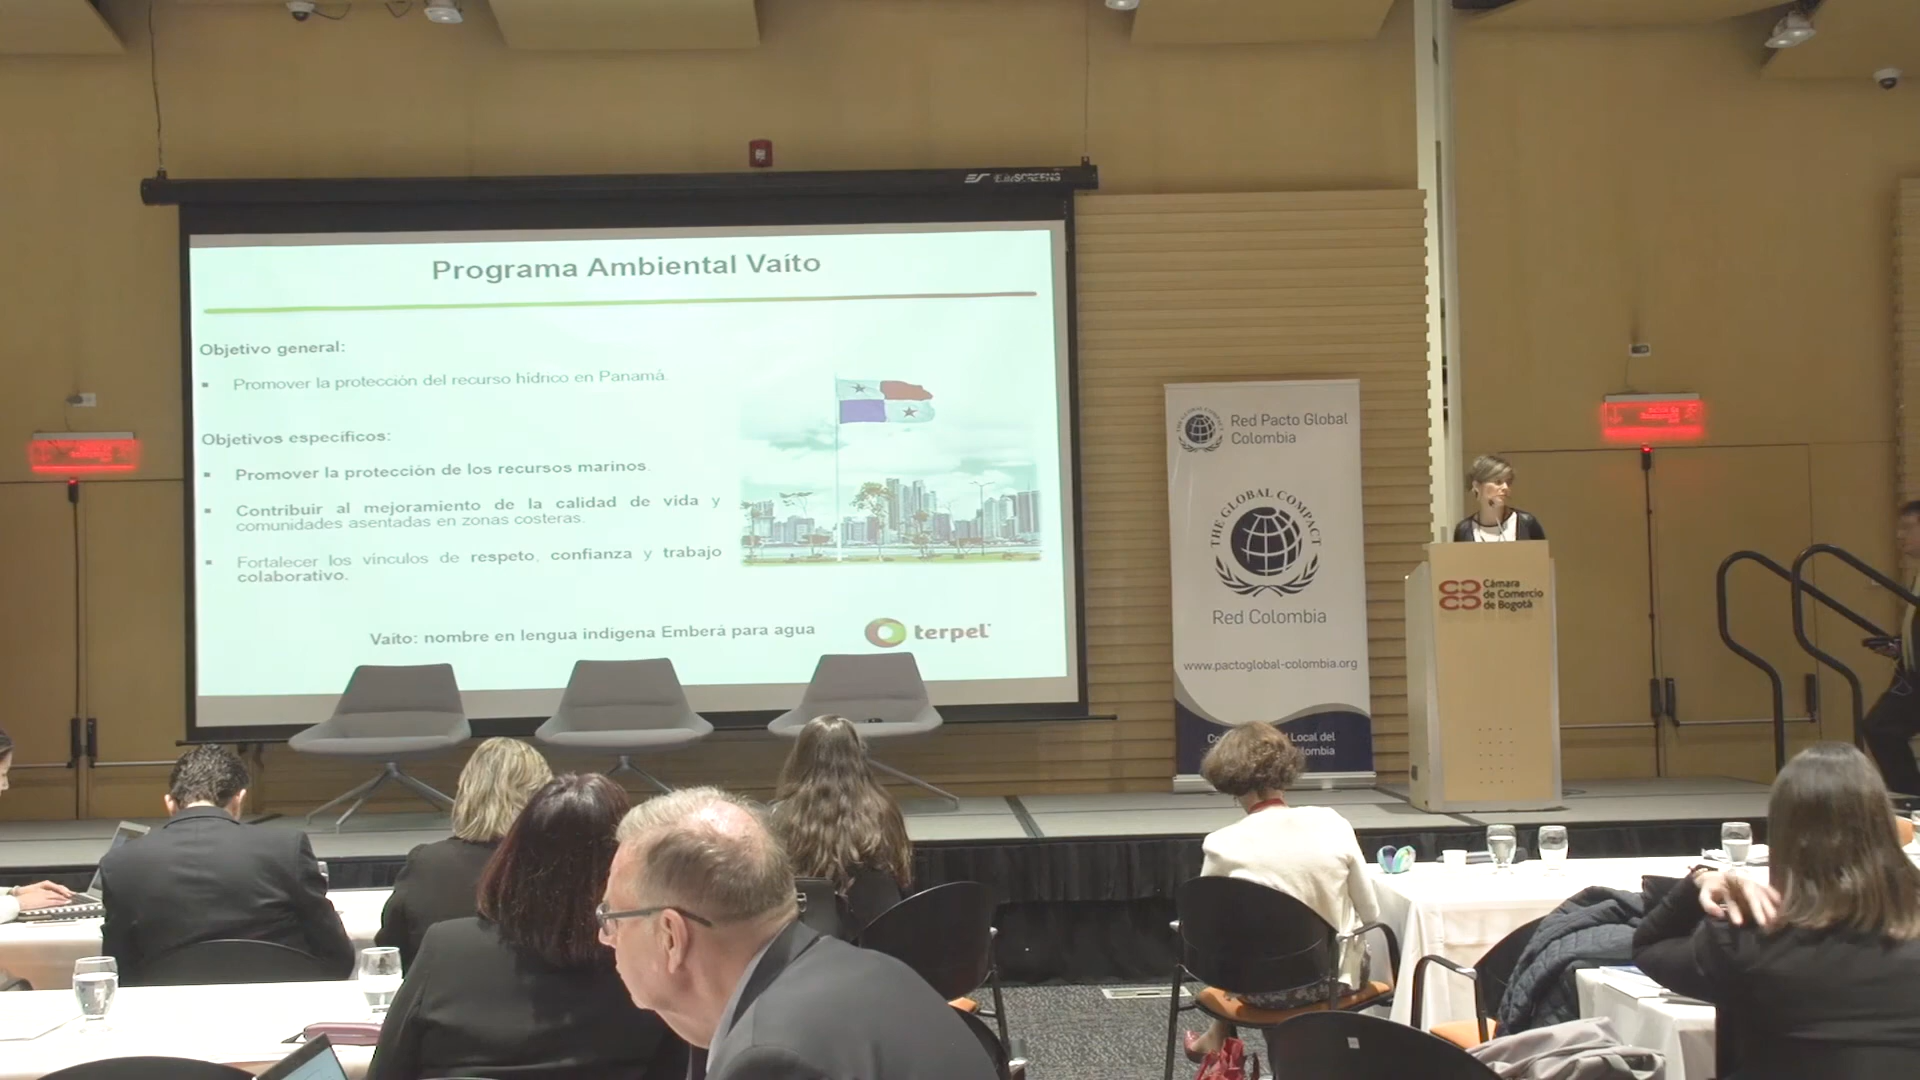 EliteSCREENS
Programa Ambiental Vaíto
Objetivo general:
▪ Promover la protección del recurso hídrico en Panamá.
Objetivos específicos:
▪ Promover la protección de los recursos marinos.
▪ Contribuir al mejoramiento de la calidad de vida y
comunidades asentadas en zonas costeras.
▪ Fortalecer los vínculos de respeto, confianza y trabajo
colaborativo.
Vaíto: nombre en lengua indígena Emberá para agua
terpel
Red Pacto Global
Colombia
THE GLOBAL COMPACT
Red Colombia
www.pactoglobal-colombia.org
Local del
Cámara
de Comercio
de Bogotá